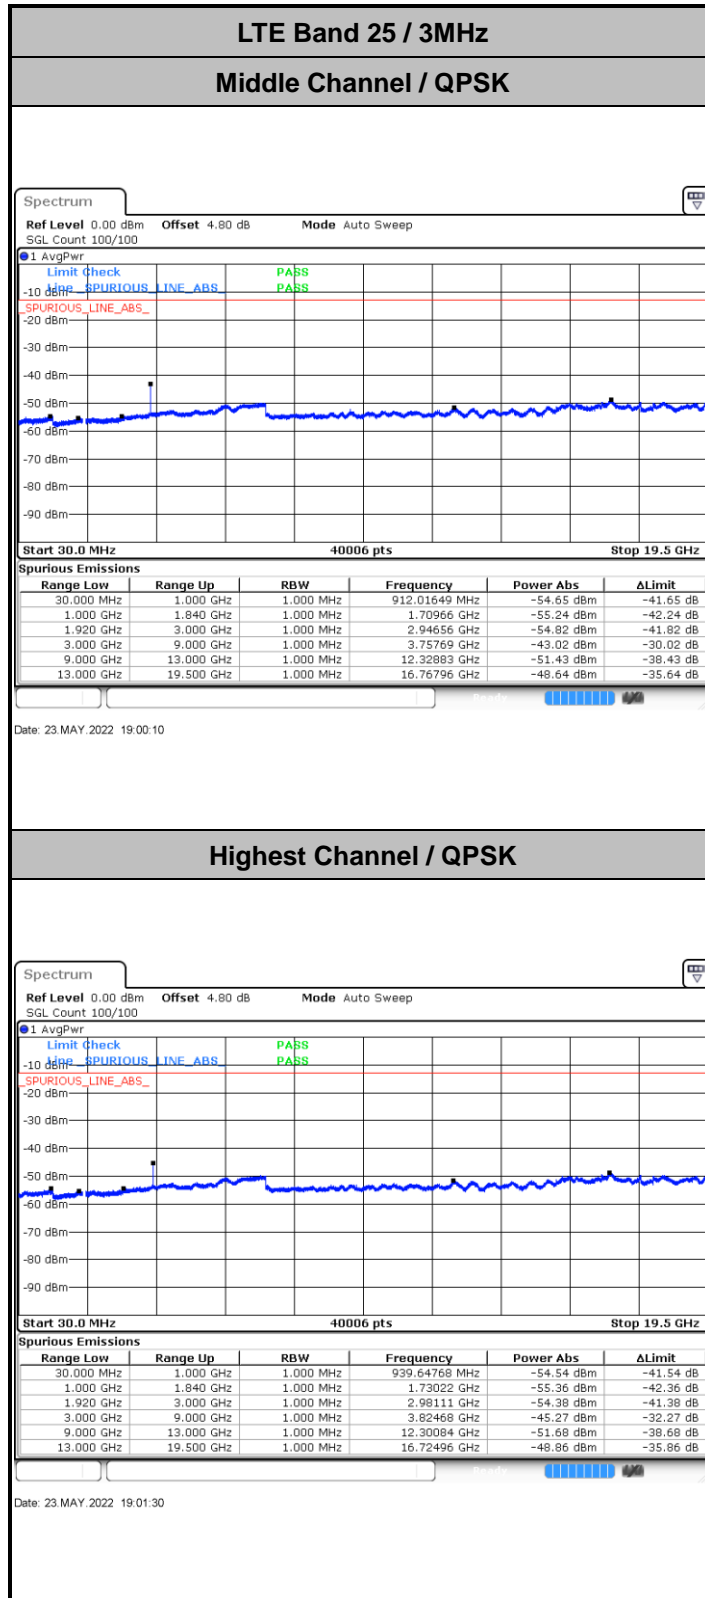 LTE Band 25 / 3MHz
Middle Channel / QPSK
Spectrum
Ref Level 0.00 dBm Offset 4.80 dB Mode Auto Sweep
SGL Count 100/100
1 AvgPwr
Limit Check PASS
Line _SPURIOUS_LINE_ABS_ PASS
-10 dBm
_SPURIOUS_LINE_ABS_
-20 dBm
-30 dBm
-40 dBm
-50 dBm
-60 dBm
-70 dBm
-80 dBm
-90 dBm
Start 30.0 MHz 40006 pts Stop 19.5 GHz
Spurious Emissions
Range Low Range Up RBW Frequency Power Abs ΔLimit
30.000 MHz 1.000 GHz 1.000 MHz 912.01649 MHz -54.65 dBm -41.65 dB
1.000 GHz 1.840 GHz 1.000 MHz 1.70966 GHz -55.24 dBm -42.24 dB
1.920 GHz 3.000 GHz 1.000 MHz 2.94656 GHz -54.82 dBm -41.82 dB
3.000 GHz 9.000 GHz 1.000 MHz 3.75769 GHz -43.02 dBm -30.02 dB
9.000 GHz 13.000 GHz 1.000 MHz 12.32883 GHz -51.43 dBm -38.43 dB
13.000 GHz 19.500 GHz 1.000 MHz 16.76796 GHz -48.64 dBm -35.64 dB
Ready
Date: 23.MAY.2022 19:00:10
Highest Channel / QPSK
Spectrum
Ref Level 0.00 dBm Offset 4.80 dB Mode Auto Sweep
SGL Count 100/100
1 AvgPwr
Limit Check PASS
Line _SPURIOUS_LINE_ABS_ PASS
-10 dBm
_SPURIOUS_LINE_ABS_
-20 dBm
-30 dBm
-40 dBm
-50 dBm
-60 dBm
-70 dBm
-80 dBm
-90 dBm
Start 30.0 MHz 40006 pts Stop 19.5 GHz
Spurious Emissions
Range Low Range Up RBW Frequency Power Abs ΔLimit
30.000 MHz 1.000 GHz 1.000 MHz 939.64768 MHz -54.54 dBm -41.54 dB
1.000 GHz 1.840 GHz 1.000 MHz 1.73022 GHz -55.36 dBm -42.36 dB
1.920 GHz 3.000 GHz 1.000 MHz 2.98111 GHz -54.38 dBm -41.38 dB
3.000 GHz 9.000 GHz 1.000 MHz 3.82468 GHz -45.27 dBm -32.27 dB
9.000 GHz 13.000 GHz 1.000 MHz 12.30084 GHz -51.68 dBm -38.68 dB
13.000 GHz 19.500 GHz 1.000 MHz 16.72496 GHz -48.86 dBm -35.86 dB
Date: 23.MAY.2022 19:01:30